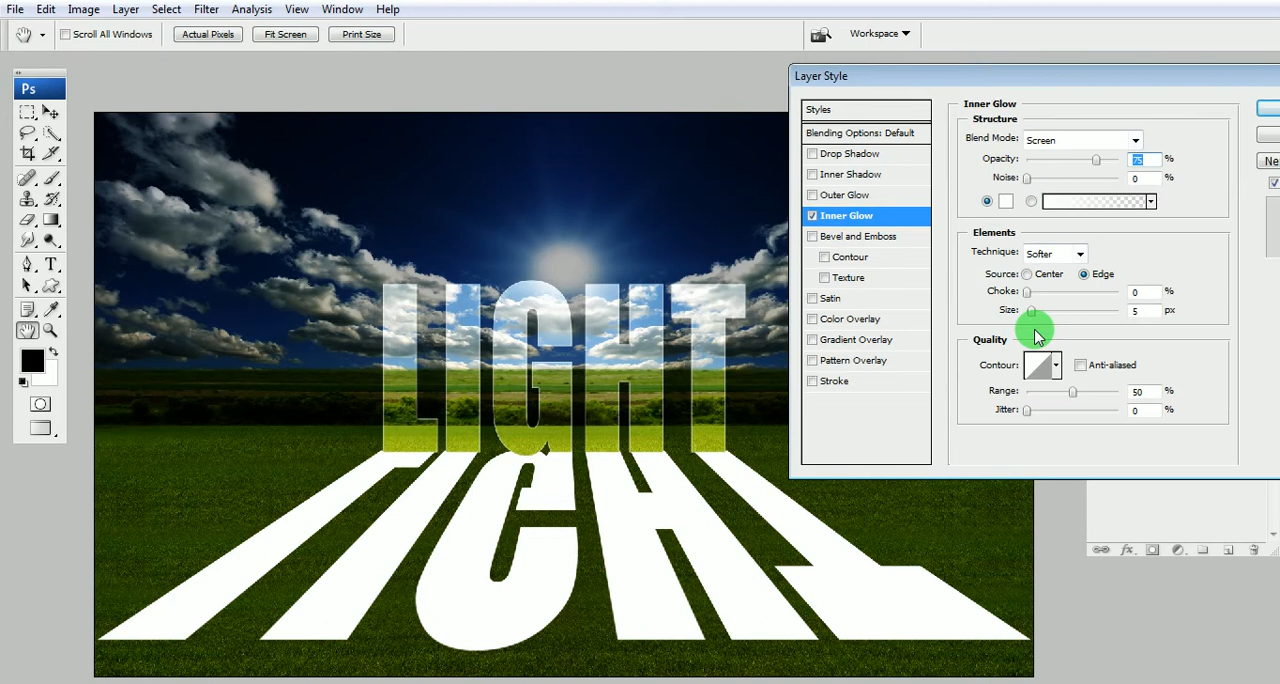 File Edit Image Layer Select Filter Analysis View Window Help
Scroll All Windows Actual Pixels Fit Screen Print Size Workspace
Ps
Layer Style
Styles
Blending Options: Default
Drop Shadow
Inner Shadow
Outer Glow
Inner Glow
Bevel and Emboss
Contour
Texture
Satin
Color Overlay
Gradient Overlay
Pattern Overlay
Stroke
Inner Glow
Structure
Blend Mode: Screen
Opacity: 75 %
Noise: 0 %
Elements
Technique: Softer
Source: Center Edge
Choke: 0 %
Size: 5 px
Quality
Contour: Anti-aliased
Range: 50 %
Jitter: 0 %
Ne
LIGHT
LIGHT